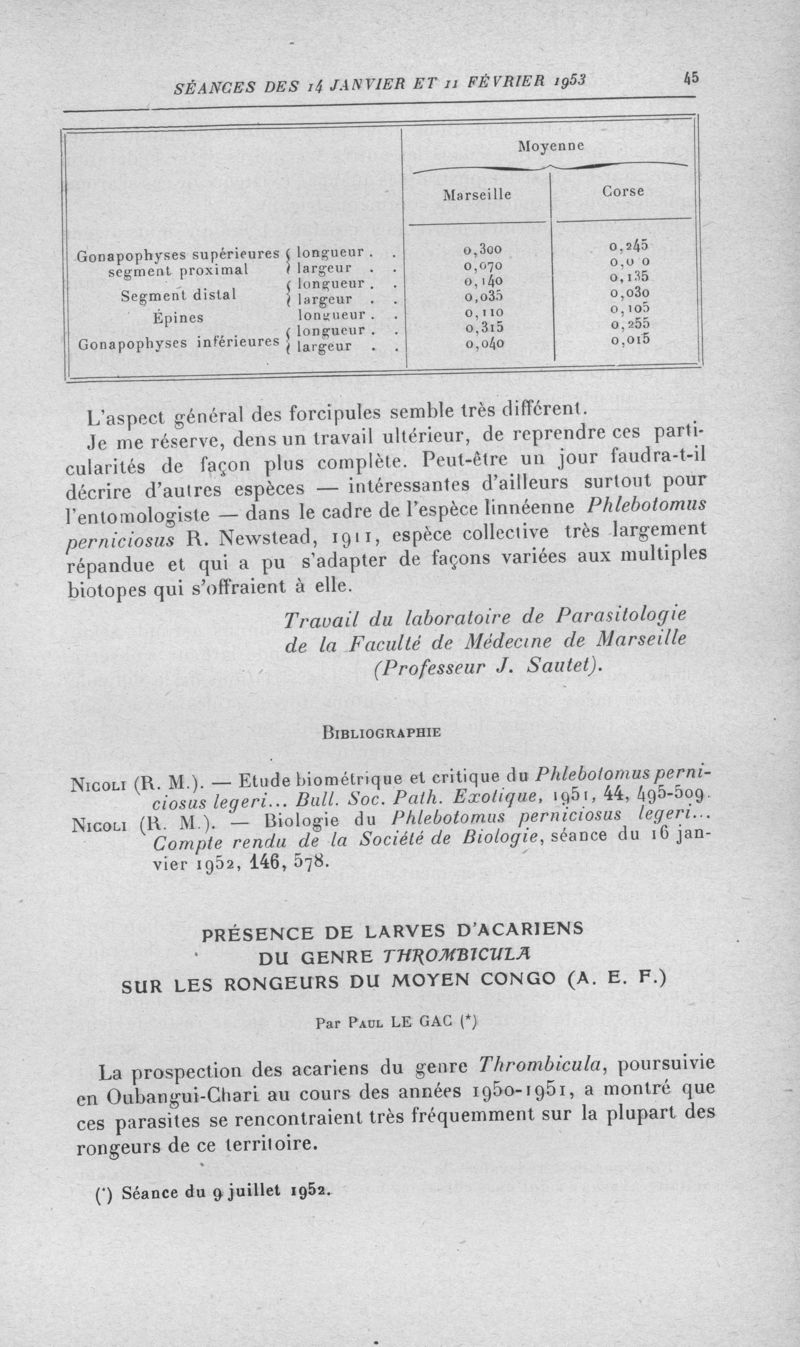 SÉANCES DES 14 JANVIER ET 11 FÉVRIER 1953 45
Moyenne
Marseille Corse
Gonapophyses supérieures { longueur . . 0,300 0,245
segment proximal { largeur . . 0,070
Segment distal { longueur . . 0,140 0,135
{ largeur . . 0,035 0,030
Épines longueur . . 0,110 0,105
Gonapophyses inférieures { longueur . . 0,315 0,255
{ largeur . . 0,040 0,015
L'aspect général des forcipules semble très différent.
Je me réserve, dens un travail ultérieur, de reprendre ces parti-
cularités de façon plus complète. Peut-être un jour faudra-t-il
décrire d'autres espèces — intéressantes d'ailleurs surtout pour
l'entomologiste — dans le cadre de l'espèce linnéenne Phlebotomus
perniciosus R. Newstead, 1911, espèce collective très largement
répandue et qui a pu s'adapter de façons variées aux multiples
biotopes qui s'offraient à elle.
Travail du laboratoire de Parasitologie
de la Faculté de Médecine de Marseille
(Professeur J. Sautet).
BIBLIOGRAPHIE
NICOLI (R. M.). — Etude biométrique et critique du Phlebotomus perni-
ciosus legeri... Bull. Soc. Path. Exotique, 1951, 44, 495-509.
NICOLI (R. M.). — Biologie du Phlebotomus perniciosus legeri...
Compte rendu de la Société de Biologie, séance du 16 jan-
vier 1952, 146, 578.
PRÉSENCE DE LARVES D'ACARIENS
DU GENRE THROMBICULA
SUR LES RONGEURS DU MOYEN CONGO (A. E. F.)
Par PAUL LE GAC (*)
La prospection des acariens du genre Thrombicula, poursuivie
en Oubangui-Chari au cours des années 1950-1951, a montré que
ces parasites se rencontraient très fréquemment sur la plupart des
rongeurs de ce territoire.
(*) Séance du 9 juillet 1952.